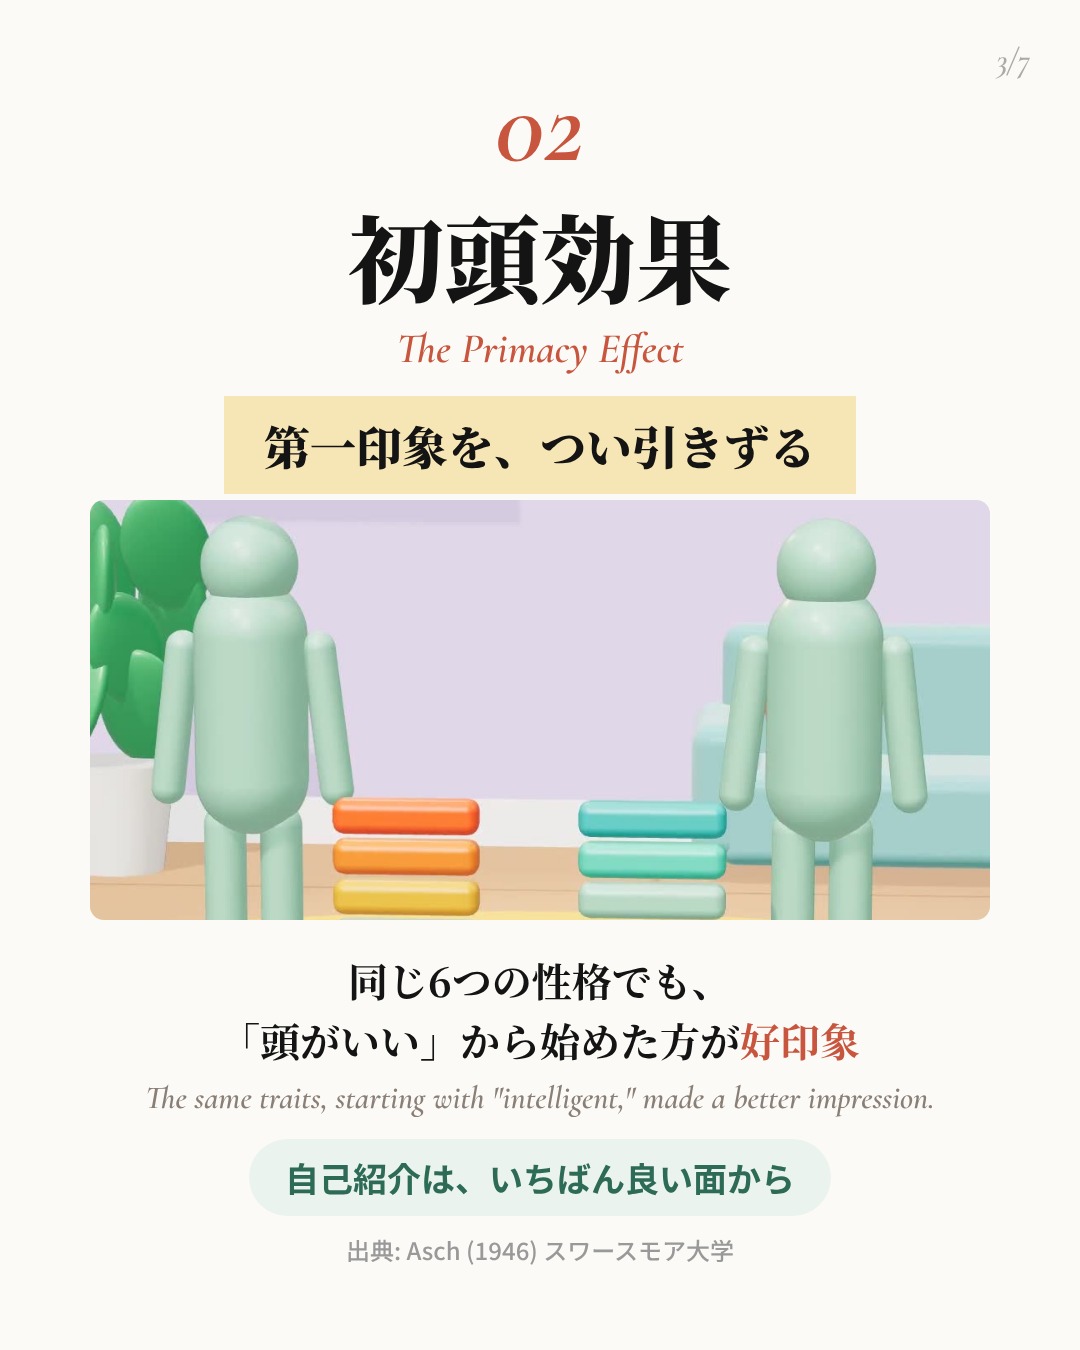 3/7
02
初頭効果
The Primacy Effect
第一印象を、つい引きずる
同じ6つの性格でも、
「頭がいい」から始めた方が好印象
The same traits, starting with "intelligent," made a better impression.
自己紹介は、いちばん良い面から
出典: Asch (1946) スワースモア大学